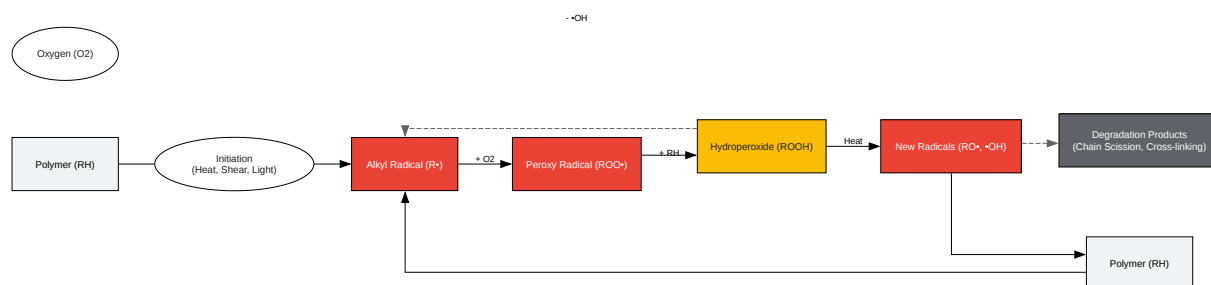 - •OH
Oxygen (O2)
Polymer (RH)
Initiation
(Heat, Shear, Light)
Alkyl Radical (R•)
+ O2
Peroxy Radical (ROO•)
+ RH
Hydroperoxide (ROOH)
Heat
New Radicals (RO•, •OH)
Degradation Products
(Chain Scission, Cross-linking)
Polymer (RH)